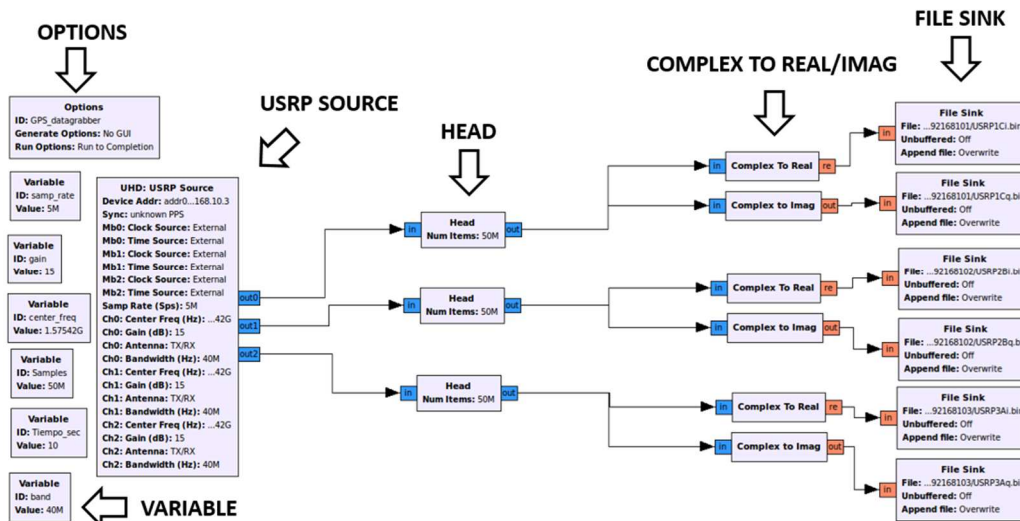 OPTIONS
Options
ID: GPS_datagrabber
Generate Options: No GUI
Run Options: Run to Completion
Variable
ID: samp_rate
Value: 5M
Variable
ID: gain
Value: 15
Variable
ID: center_freq
Value: 1.57542G
Variable
ID: Samples
Value: 50M
Variable
ID: Tiempo_sec
Value: 10
Variable
ID: band
Value: 40M
VARIABLE
USRP SOURCE
UHD: USRP Source
Device Addr: addr0...168.10.3
Sync: unknown PPS
Mb0: Clock Source: External
Mb0: Time Source: External
Mb1: Clock Source: External
Mb1: Time Source: External
Mb2: Clock Source: External
Mb2: Time Source: External
Samp Rate (Sps): 5M
Ch0: Center Freq (Hz): ...42G
Ch0: Gain (dB): 15
Ch0: Antenna: TX/RX
Ch0: Bandwidth (Hz): 40M
Ch1: Center Freq (Hz): ...42G
Ch1: Gain (dB): 15
Ch1: Antenna: TX/RX
Ch1: Bandwidth (Hz): 40M
Ch2: Center Freq (Hz): ...42G
Ch2: Gain (dB): 15
Ch2: Antenna: TX/RX
Ch2: Bandwidth (Hz): 40M
out0
out1
out2
HEAD
in
Head
Num Items: 50M
out
in
Head
Num Items: 50M
out
in
Head
Num Items: 50M
out
COMPLEX TO REAL/IMAG
in
Complex To Real
re
in
Complex to Imag
out
in
Complex To Real
re
in
Complex to Imag
out
in
Complex To Real
re
in
Complex to Imag
out
FILE SINK
in
File Sink
File: ...92168101/USRP1Ci.bin
Unbuffered: Off
Append file: Overwrite
in
File Sink
File: ...92168101/USRP1Cq.bi
Unbuffered: Off
Append file: Overwrite
in
File Sink
File: ...92168102/USRP2Bi.bin
Unbuffered: Off
Append file: Overwrite
in
File Sink
File: ...92168102/USRP2Bq.bi
Unbuffered: Off
Append file: Overwrite
in
File Sink
File: ...92168103/USRP3Ai.bin
Unbuffered: Off
Append file: Overwrite
in
File Sink
File: ...92168103/USRP3Aq.bi
Unbuffered: Off
Append file: Overwrite